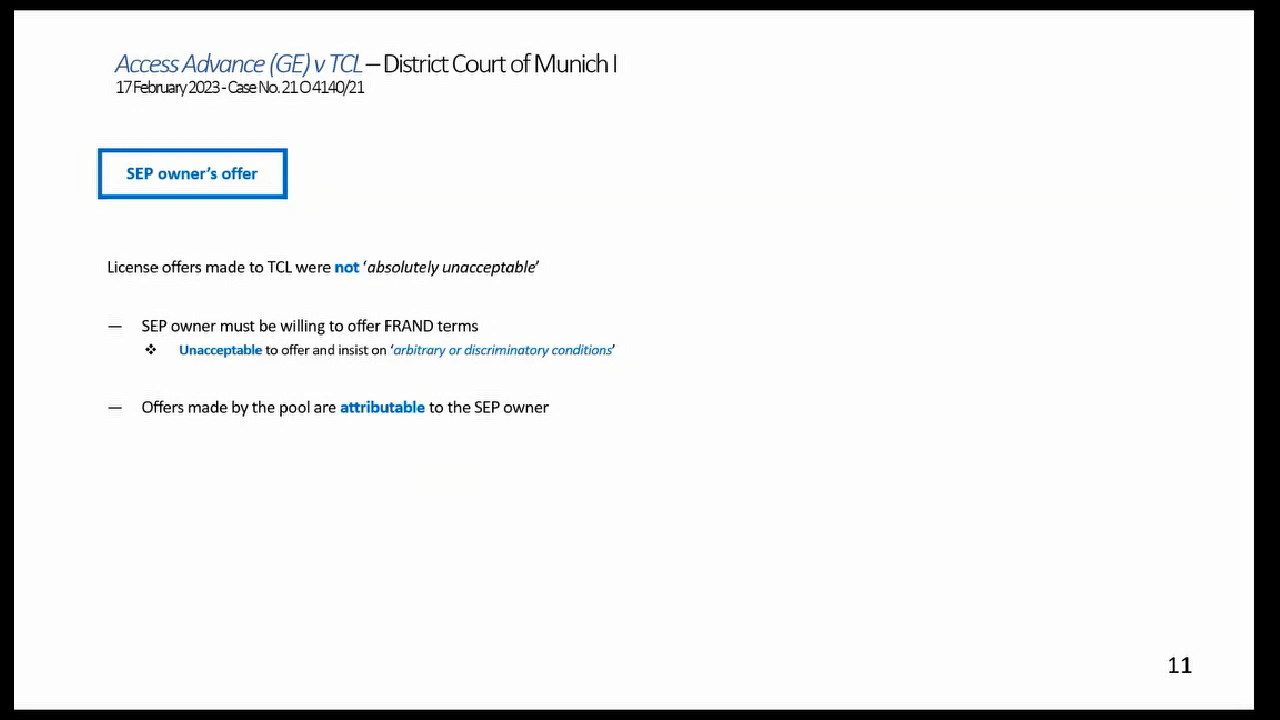 Access Advance (GE) v TCL – District Court of Munich I
17 February 2023 - Case No. 21 O 4140/21
SEP owner’s offer
License offers made to TCL were not ‘absolutely unacceptable’
— SEP owner must be willing to offer FRAND terms
❖ Unacceptable to offer and insist on ‘arbitrary or discriminatory conditions’
— Offers made by the pool are attributable to the SEP owner
11